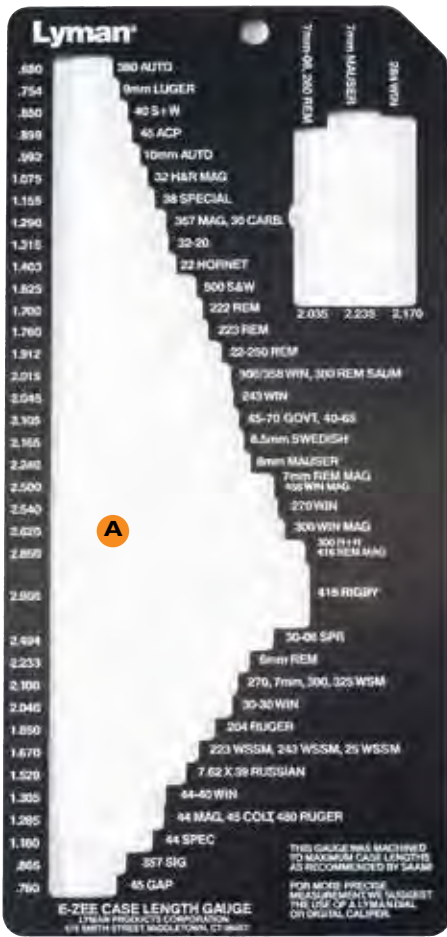 Lyman®
.680 380 AUTO
.754 9mm LUGER
.850 40 S+W
.898 45 ACP
.992 10mm AUTO
1.075 32 H&R MAG
1.155 38 SPECIAL
1.290 357 MAG, 30 CARB.
1.315 32-20
1.403 22 HORNET
1.625 500 S&W
1.700 222 REM
1.760 223 REM
1.912 22-250 REM
2.015 308/358 WIN, 300 REM SAUM
2.045 243 WIN
2.105 45-70 GOVT, 40-65
2.165 6.5mm SWEDISH
2.240 8mm MAUSER
2.500 7mm REM MAG
458 WIN MAG
2.540 270 WIN
2.620 300 WIN MAG
2.850 300 H+H
416 REM MAG
2.900 416 RIGBY
2.494 30-06 SPR
2.233 6mm REM
2.100 270, 7mm, 300, 325 WSM
2.040 30-30 WIN
1.850 204 RUGER
1.670 223 WSSM, 243 WSSM, 25 WSSM
1.528 7.62 X 39 RUSSIAN
1.305 44-40 WIN
1.285 44 MAG, 45 COLT, 480 RUGER
1.160 44 SPEC
.865 357 SIG
.760 45 GAP
7mm-08, 260 REM
7mm MAUSER
284 WIN
2.035 2.235 2.170
A
THIS GAUGE WAS MACHINED
TO MAXIMUM CASE LENGTHS
AS RECOMMENDED BY SAAMI
FOR MORE PRECISE
MEASUREMENT, WE SUGGEST
THE USE OF A LYMAN DIAL
OR DIGITAL CALIPER.
E-ZEE CASE LENGTH GAUGE
LYMAN PRODUCTS CORPORATION
475 SMITH STREET MIDDLETOWN, CT 06457